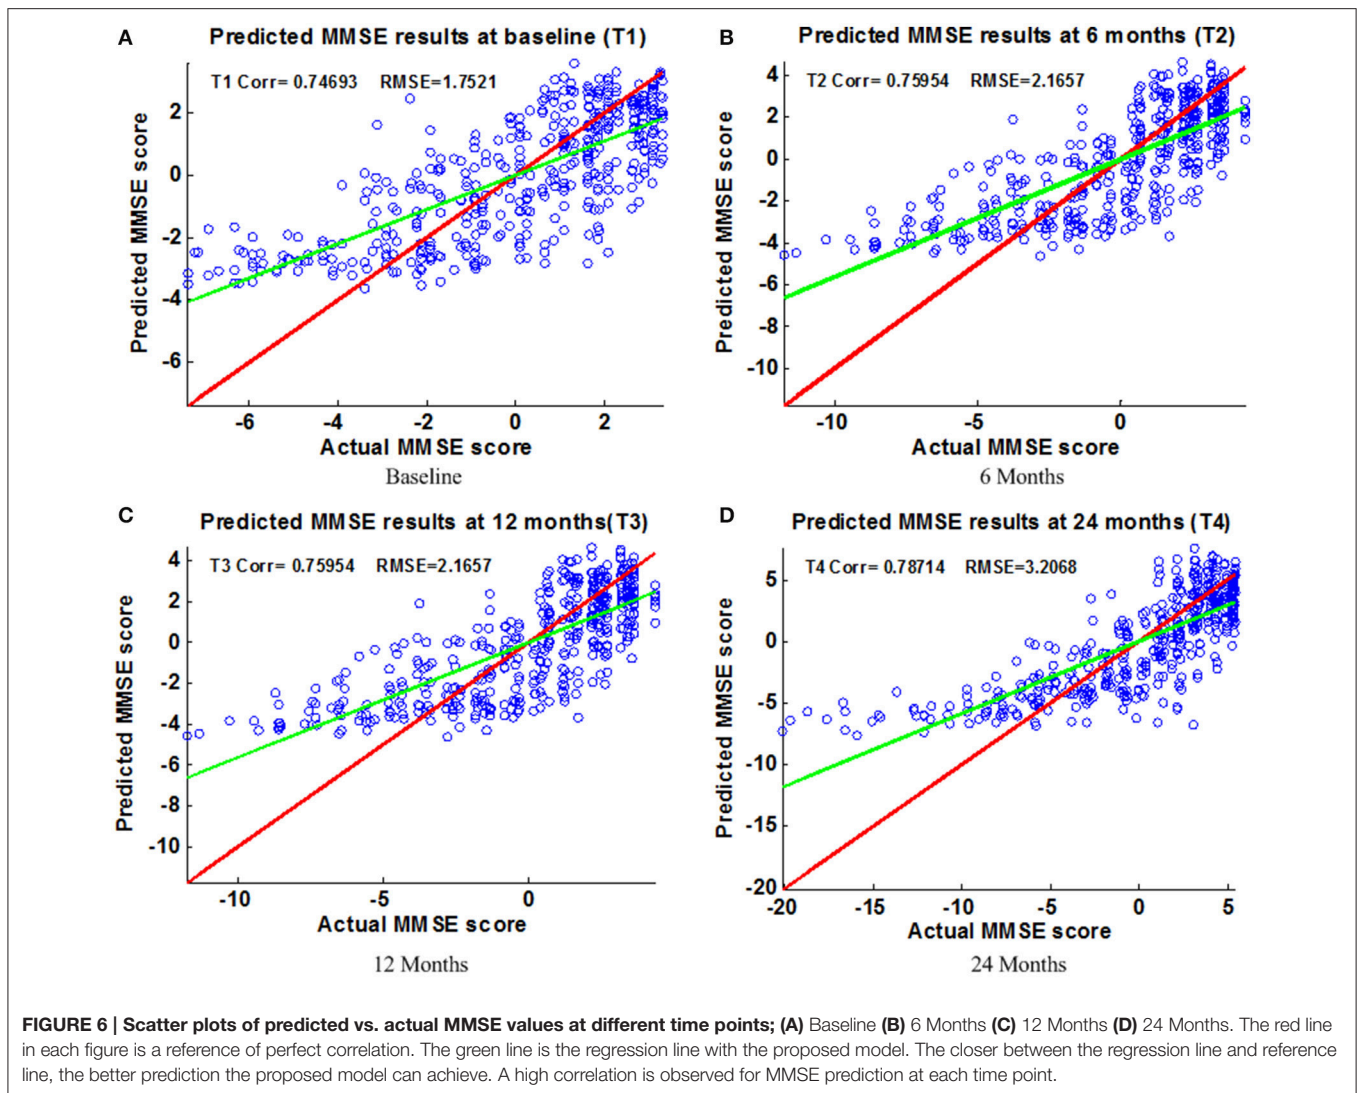 A
Predicted MMSE results at baseline (T1)
T1 Corr= 0.74693 RMSE=1.7521
2
0
-2
-4
-6
Predicted MMSE score
-6 -4 -2 0 2
Actual MMSE score
Baseline
B
Predicted MMSE results at 6 months (T2)
T2 Corr= 0.75954 RMSE=2.1657
4
2
0
-2
-4
-6
-8
-10
Predicted MMSE score
-10 -5 0
Actual MMSE score
6 Months
C
Predicted MMSE results at 12 months(T3)
T3 Corr= 0.75954 RMSE=2.1657
4
2
0
-2
-4
-6
-8
-10
Predicted MMSE score
-10 -5 0
Actual MMSE score
12 Months
D
Predicted MMSE results at 24 months (T4)
T4 Corr= 0.78714 RMSE=3.2068
5
0
-5
-10
-15
-20
Predicted MMSE score
-20 -15 -10 -5 0 5
Actual MMSE score
24 Months
FIGURE 6 | Scatter plots of predicted vs. actual MMSE values at different time points; (A) Baseline (B) 6 Months (C) 12 Months (D) 24 Months. The red line
in each figure is a reference of perfect correlation. The green line is the regression line with the proposed model. The closer between the regression line and reference
line, the better prediction the proposed model can achieve. A high correlation is observed for MMSE prediction at each time point.